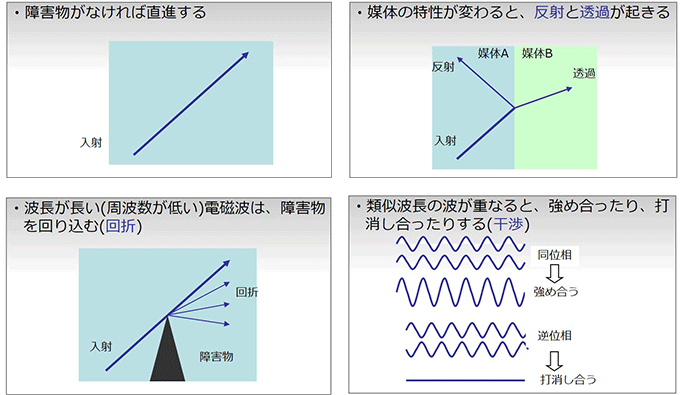 ・障害物がなければ直進する
入射
・媒体の特性が変わると、反射と透過が起きる
媒体A
媒体B
反射
透過
入射
・波長が長い(周波数が低い)電磁波は、障害物
を回り込む(回折)
回折
入射
障害物
・類似波長の波が重なると、強め合ったり、打
消し合ったりする(干渉)
同位相
強め合う
逆位相
打消し合う